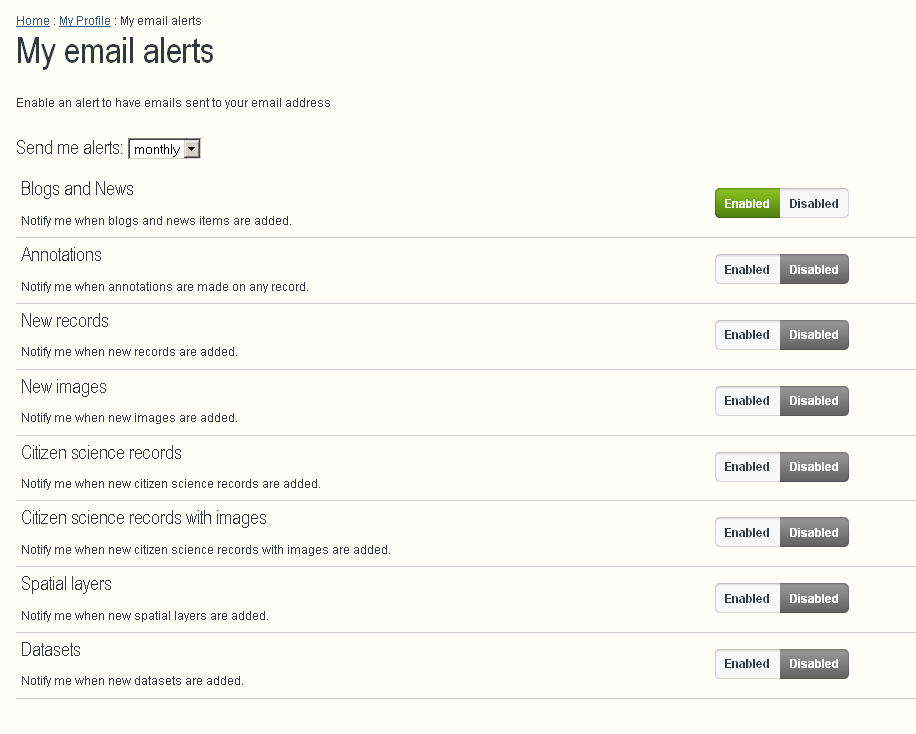 Home : My Profile : My email alerts
My email alerts
Enable an alert to have emails sent to your email address
Send me alerts: monthly
Blogs and News
Notify me when blogs and news items are added.
Enabled Disabled
Annotations
Notify me when annotations are made on any record.
Enabled Disabled
New records
Notify me when new records are added.
Enabled Disabled
New images
Notify me when new images are added.
Enabled Disabled
Citizen science records
Notify me when new citizen science records are added.
Enabled Disabled
Citizen science records with images
Notify me when new citizen science records with images are added.
Enabled Disabled
Spatial layers
Notify me when new spatial layers are added.
Enabled Disabled
Datasets
Notify me when new datasets are added.
Enabled Disabled